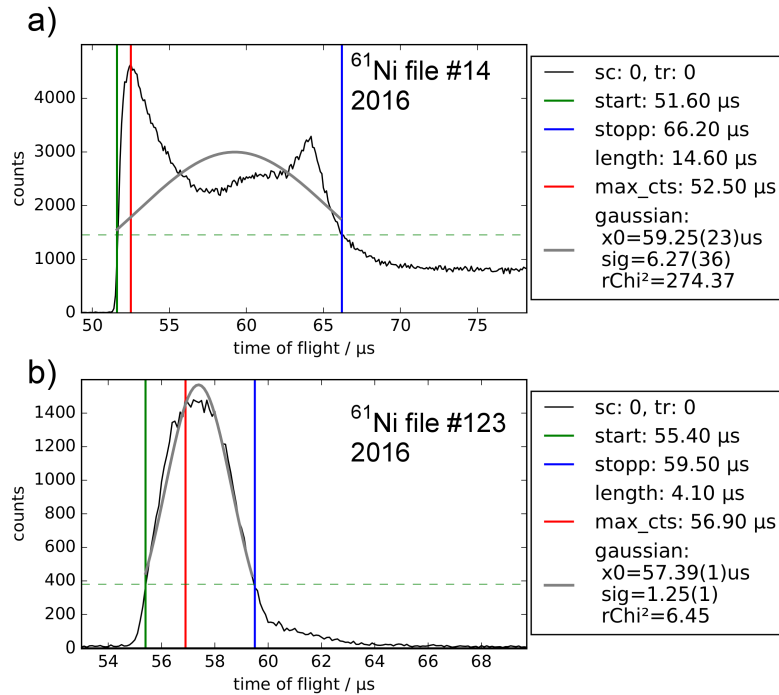 a)
⁶¹Ni file #14
2016
4000
3000
2000
1000
0
counts
50 55 60 65 70 75
time of flight / µs
sc: 0, tr: 0
start: 51.60 µs
stopp: 66.20 µs
length: 14.60 µs
max_cts: 52.50 µs
gaussian:
x0=59.25(23)us
sig=6.27(36)
rChi²=274.37
b)
⁶¹Ni file #123
2016
1400
1200
1000
800
600
400
200
0
counts
54 56 58 60 62 64 66 68
time of flight / µs
sc: 0, tr: 0
start: 55.40 µs
stopp: 59.50 µs
length: 4.10 µs
max_cts: 56.90 µs
gaussian:
x0=57.39(1)us
sig=1.25(1)
rChi²=6.45